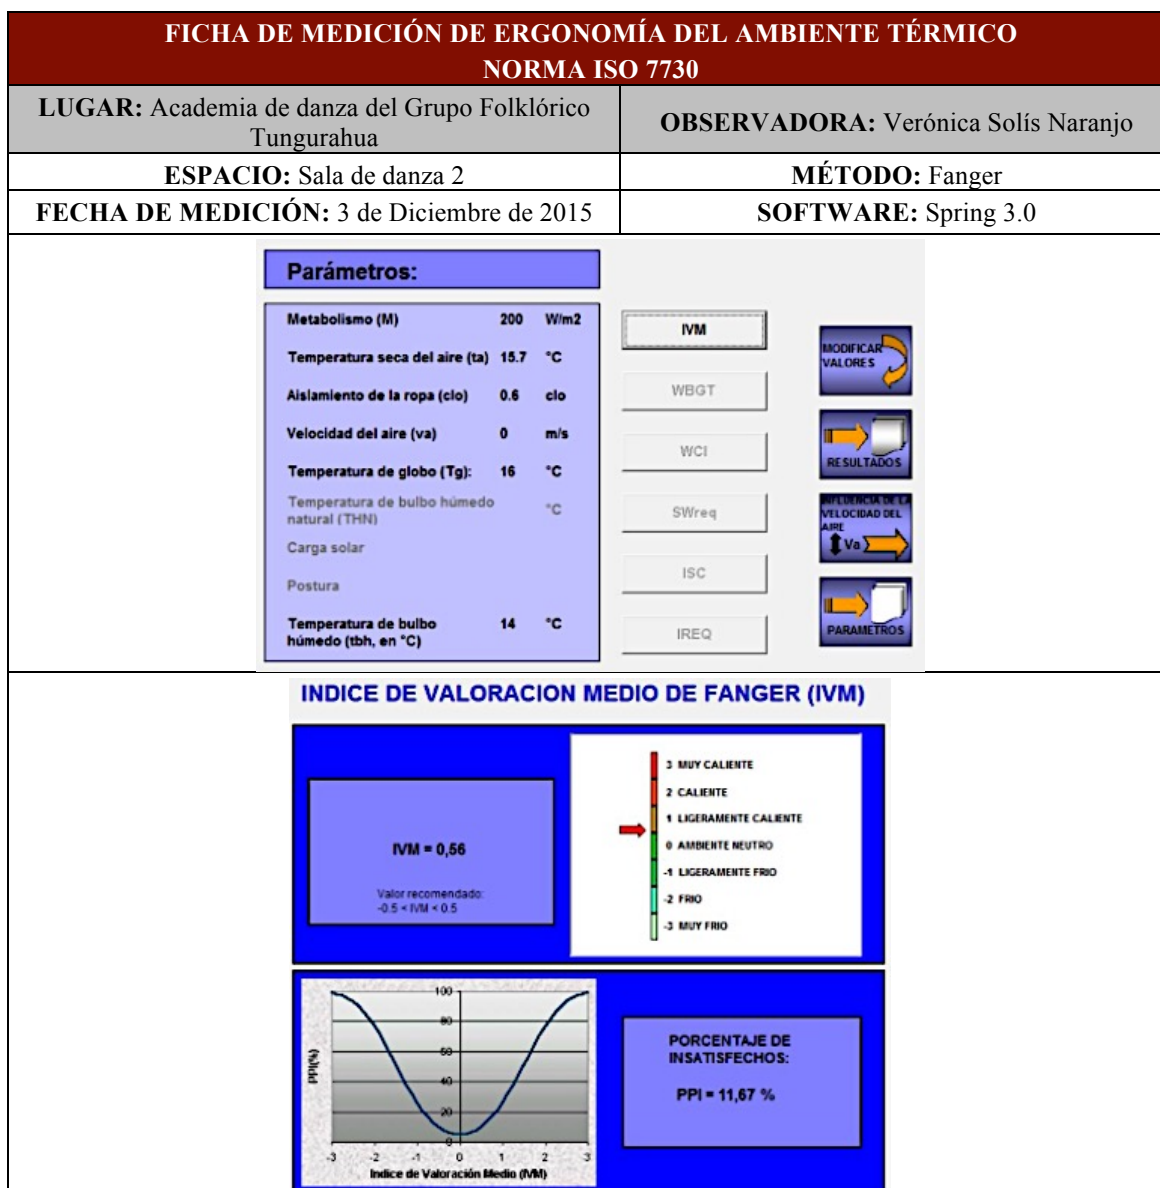 FICHA DE MEDICIÓN DE ERGONOMÍA DEL AMBIENTE TÉRMICO
NORMA ISO 7730
LUGAR: Academia de danza del Grupo Folklórico
Tungurahua
OBSERVADORA: Verónica Solís Naranjo
ESPACIO: Sala de danza 2
MÉTODO: Fanger
FECHA DE MEDICIÓN: 3 de Diciembre de 2015
SOFTWARE: Spring 3.0
Parámetros:
Metabolismo (M) 200 W/m2
Temperatura seca del aire (ta) 15.7 °C
Aislamiento de la ropa (clo) 0.6 clo
Velocidad del aire (va) 0 m/s
Temperatura de globo (Tg): 16 °C
Temperatura de bulbo húmedo
natural (THN) °C
Carga solar
Postura
Temperatura de bulbo
húmedo (tbh, en °C) 14 °C
IVM
WBGT
WCI
SWreq
ISC
IREQ
MODIFICAR
VALORES
RESULTADOS
INFLUENCIA DE LA
VELOCIDAD DEL
AIRE
Va
PARAMETROS
INDICE DE VALORACION MEDIO DE FANGER (IVM)
IVM = 0,56
Valor recomendado:
-0.5 < IVM < 0.5
3 MUY CALIENTE
2 CALIENTE
1 LIGERAMENTE CALIENTE
0 AMBIENTE NEUTRO
-1 LIGERAMENTE FRIO
-2 FRIO
-3 MUY FRIO
PPI(%)
100
80
60
40
20
0
-3 -2 -1 0 1 2 3
Indice de Valoración Medio (IVM)
PORCENTAJE DE
INSATISFECHOS:
PPI = 11,67 %